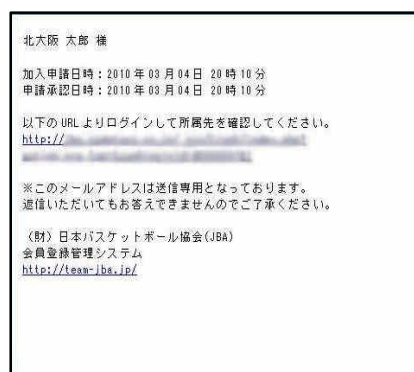 北大阪 太郎 様
加入申請日時：2010年03月04日 20時10分
申請承認日時：2010年03月04日 20時10分
以下のURLよりログインして所属先を確認してください。
http://
※このメールアドレスは送信専用となっております。
返信いただいてもお答えできませんのでご了承ください。
（財）日本バスケットボール協会(JBA)
会員登録管理システム
http://team-jba.jp/